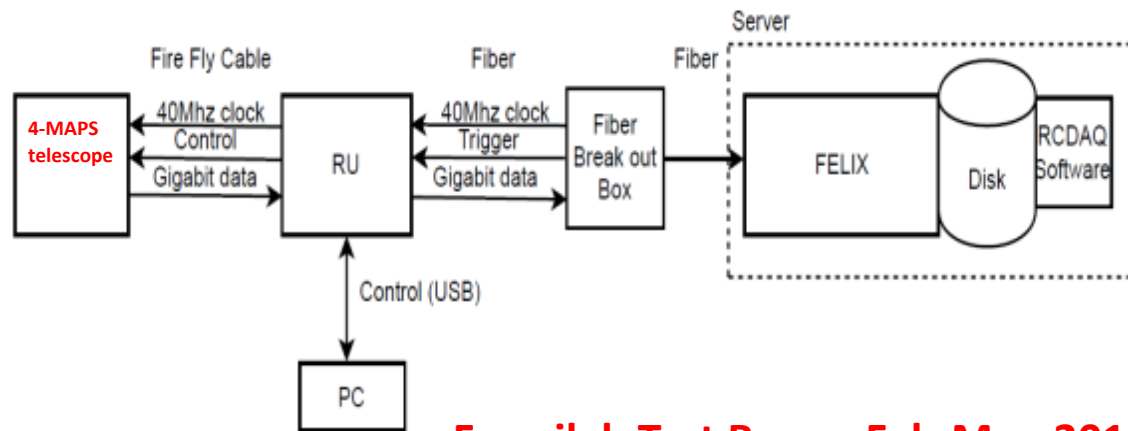 Server
Fire Fly Cable
Fiber
Fiber
4-MAPS
telescope
40Mhz clock
Control
Gigabit data
RU
40Mhz clock
Trigger
Gigabit data
Fiber
Break out
Box
FELIX
Disk
RCDAQ
Software
Control (USB)
PC